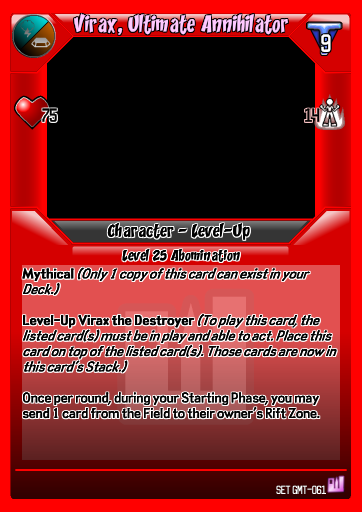 Virax, Ultimate Annihilator
9
75
14
Character - Level-Up
Level 25 Abomination
Mythical (Only 1 copy of this card can exist in your
Deck.)
Level-Up Virax the Destroyer (To play this card, the
listed card(s) must be in play and able to act. Place this
card on top of the listed card(s). Those cards are now in
this card's Stack.)
Once per round, during your Starting Phase, you may
send 1 card from the Field to their owner's Rift Zone.
SET GMT-061